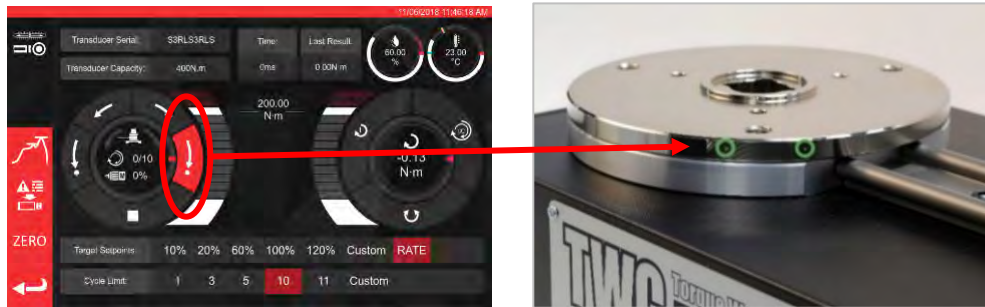 11/06/2018 11:46:18 AM
Transducer Serial: S3RLS3RLS Time: Last Result:
Transducer Capacity: 400N.m 0ms 0.00N·m
60.00
%
23.00
°C
200.00
N·m
0/10
0%
-0.13
N·m
ZERO
Target Setpoints: 10% 20% 60% 100% 120% Custom RATE
Cycle Limit: 1 3 5 10 11 Custom
TWC
Torque W